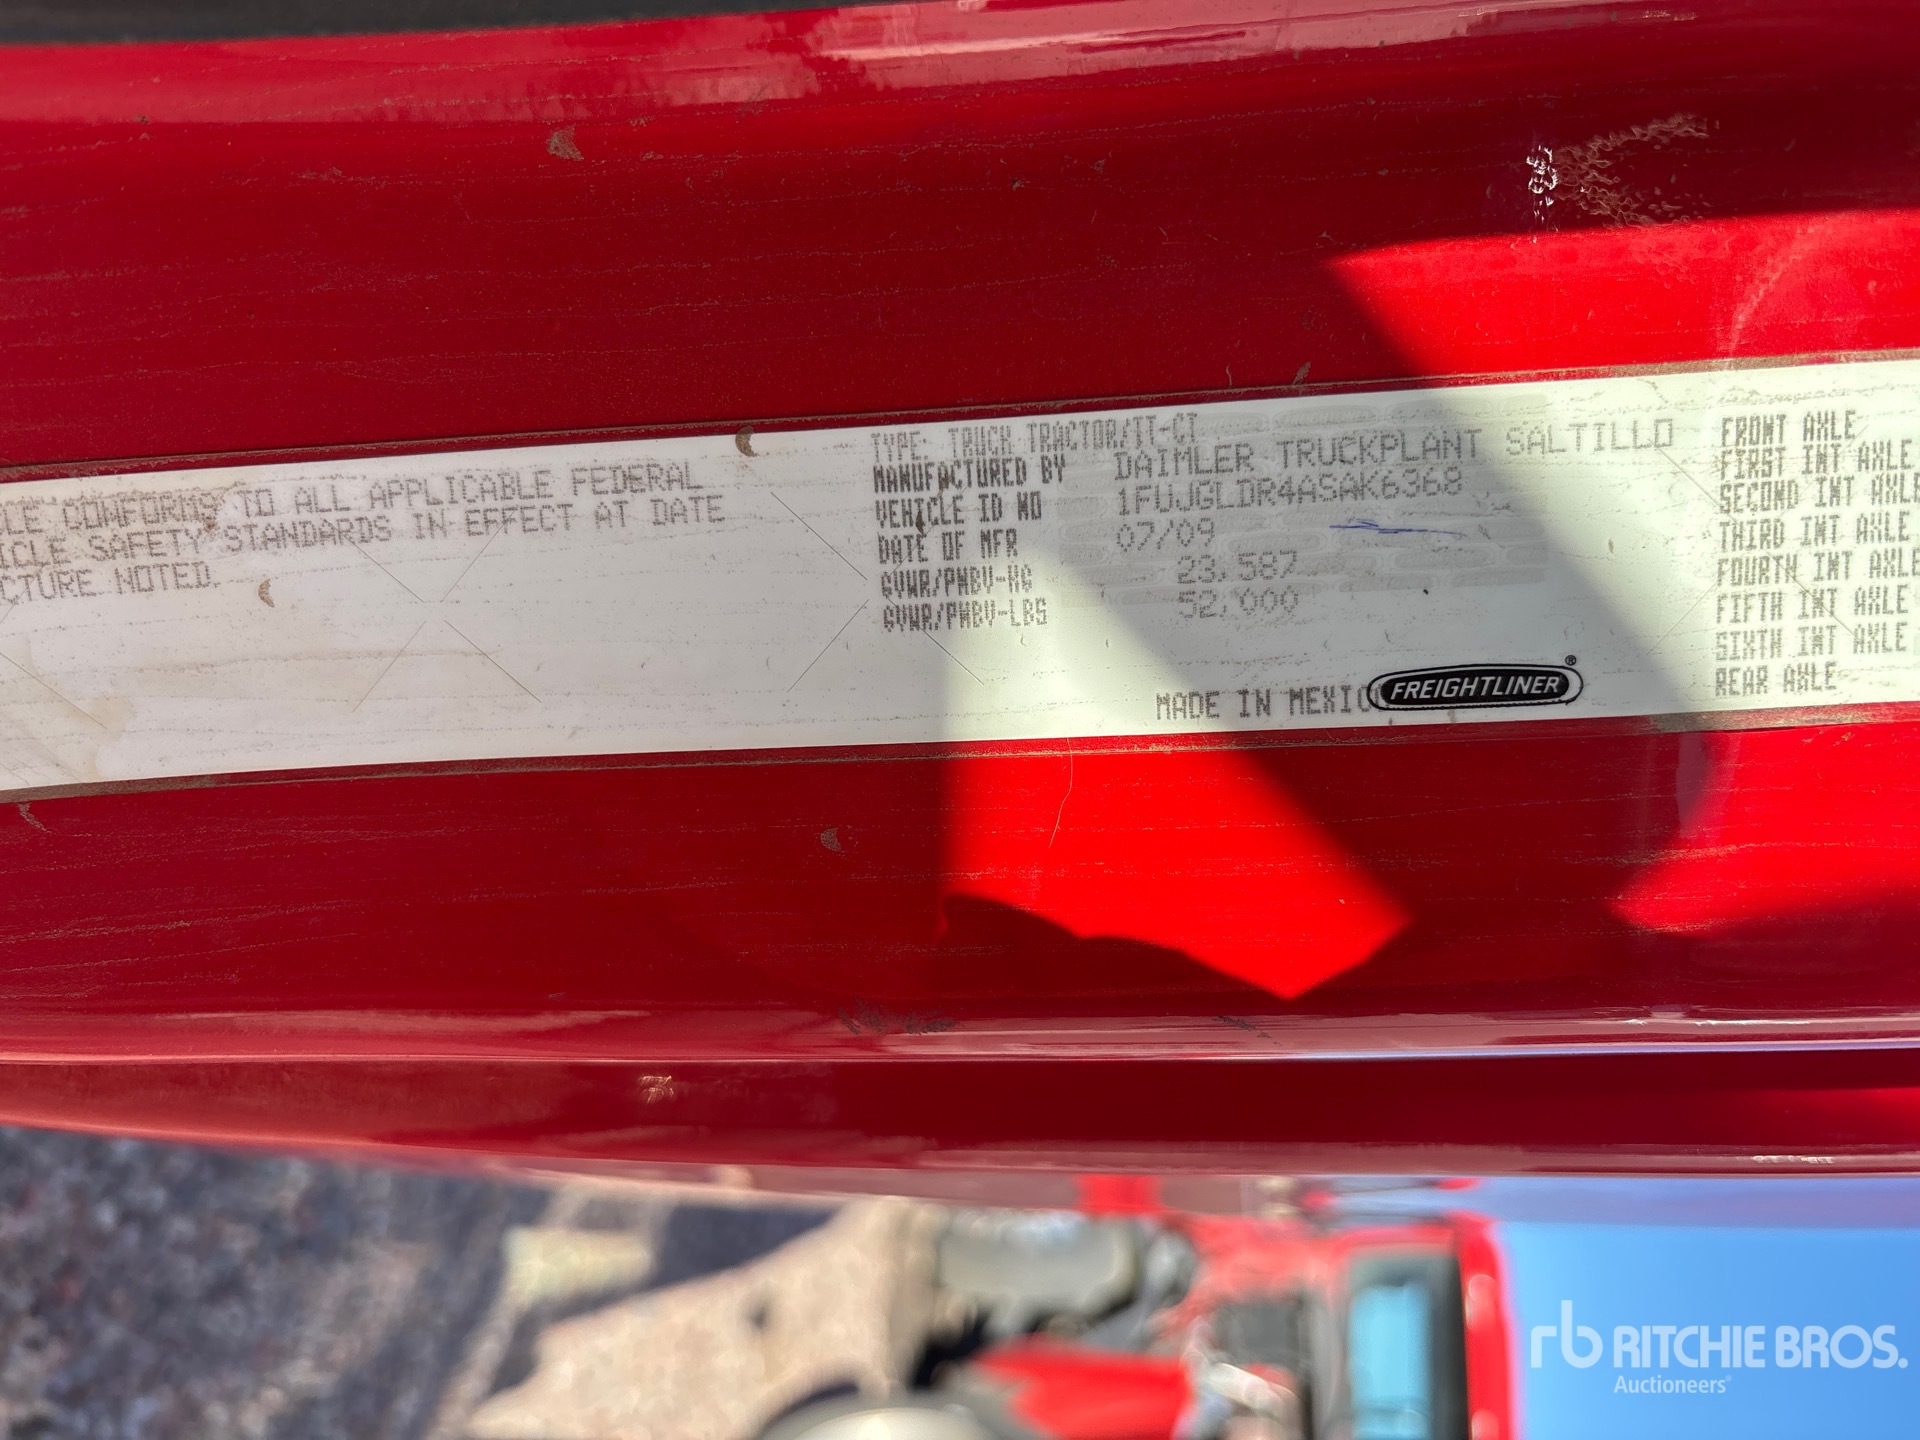 LE CONFORMS TO ALL APPLICABLE FEDERAL
ICLE SAFETY STANDARDS IN EFFECT AT DATE
CTURE NOTED.
TYPE: TRUCK TRACTOR/TT-CT
MANUFACTURED BY DAIMLER TRUCKPLANT SALTILLO
VEHICLE ID NO 1FUJGLDR4ASAK6368
DATE OF MFR 07/09
GVWR/PNBV-KG 23,587
GVWR/PNBV-LBS 52,000
MADE IN MEXICO
FREIGHTLINER®
FRONT AXLE
FIRST INT AXLE
SECOND INT AXLE
THIRD INT AXLE
FOURTH INT AXLE
FIFTH INT AXLE
SIXTH INT AXLE
REAR AXLE
rb RITCHIE BROS.
Auctioneers